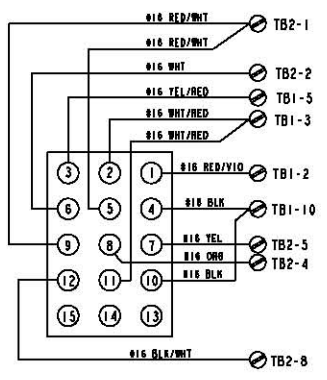 #16 RED/WHT
TB2-1
#16 RED/WHT
#16 WHT
TB2-2
#16 YEL/RED
TB1-5
#16 WHT/RED
TB1-3
#16 WHT/RED
3 2 1
#16 RED/VIO
TB1-2
6 5 4
#16 BLK
TB1-10
9 8 7
#16 YEL
TB2-5
#16 ORG
TB2-4
12 11 10
#16 BLK
15 14 13
#16 BLK/WHT
TB2-8